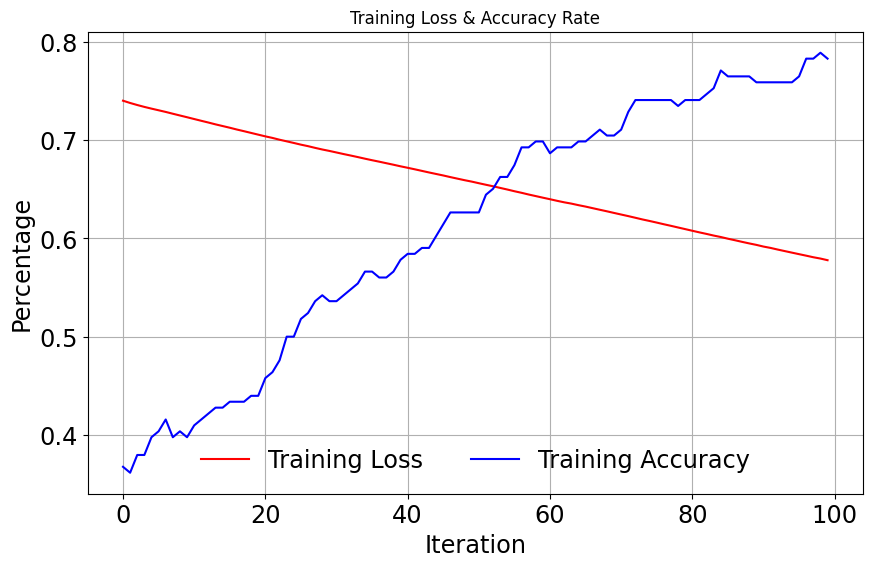 Training Loss & Accuracy Rate
0.8
0.7
0.6
0.5
0.4
Percentage
Training Loss
Training Accuracy
0 20 40 60 80 100
Iteration